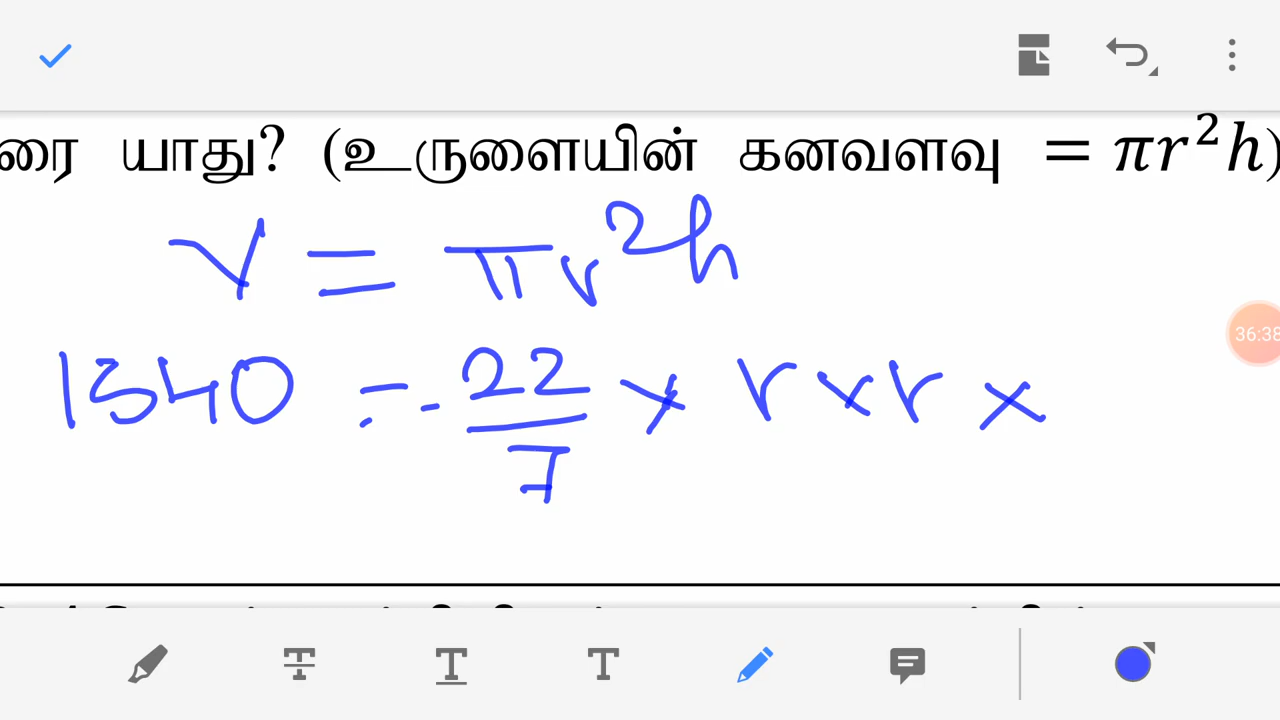 ரை யாது? (உருளையின் கனவளவு = πr²h)
V = πr²h
36:38
1540 = 22/7 × r × r ×
T T T